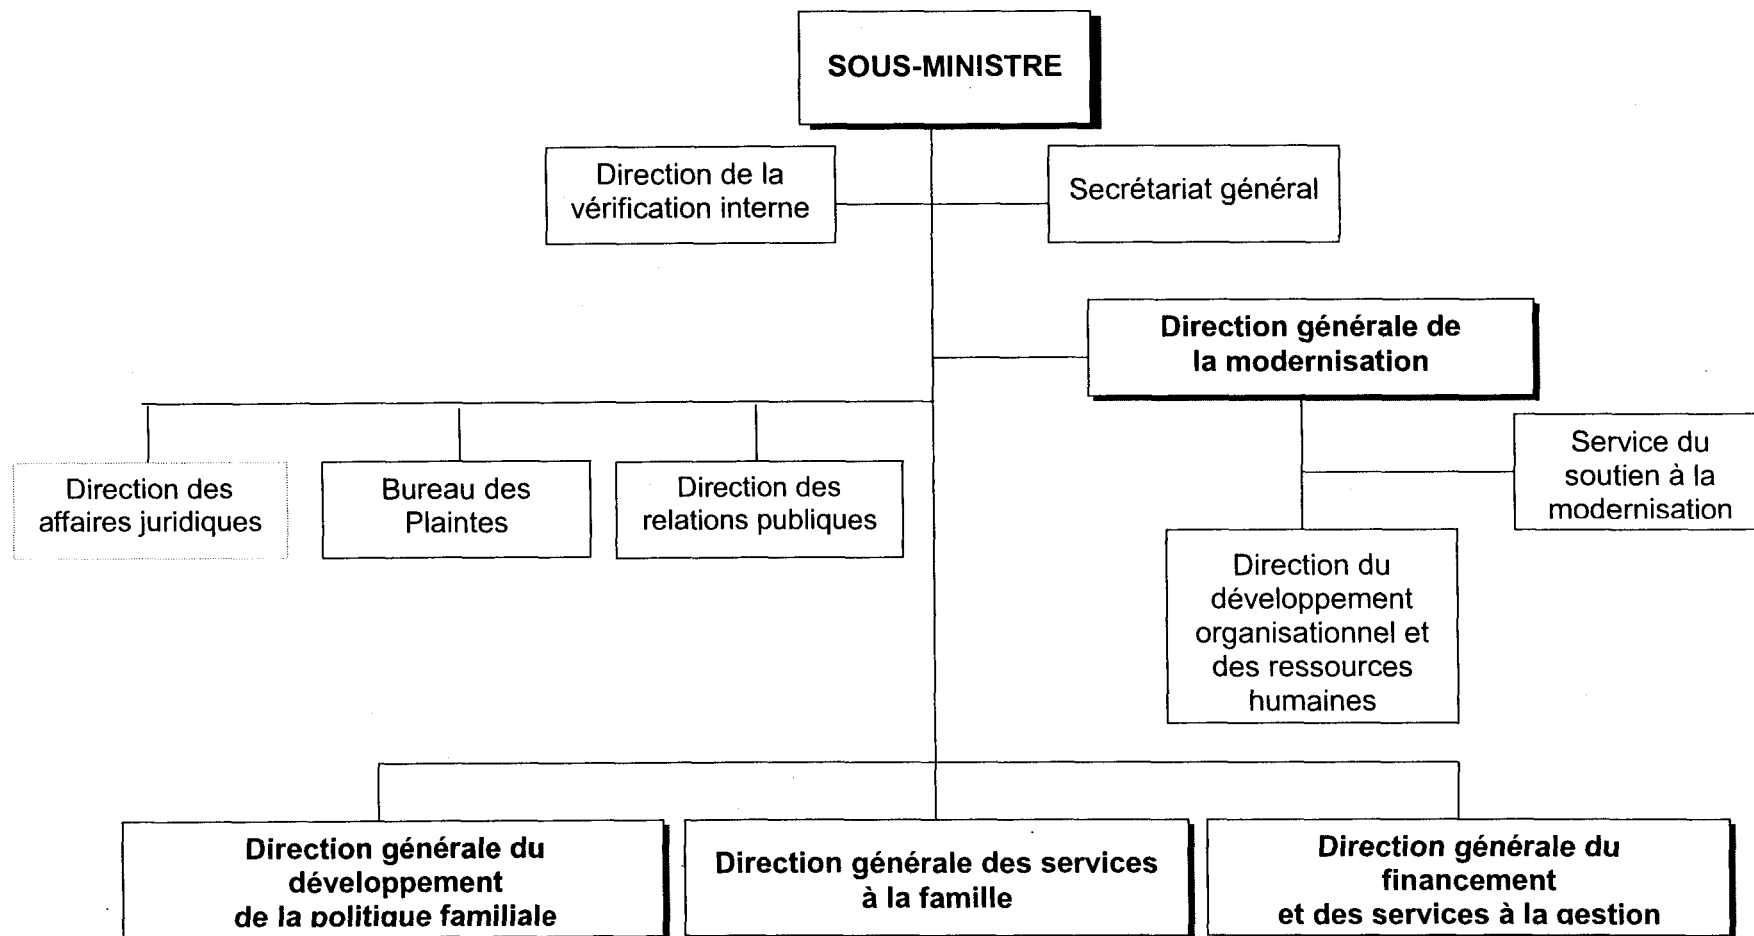 SOUS-MINISTRE
Direction de la
vérification interne
Secrétariat général
Direction générale de
la modernisation
Service du
soutien à la
modernisation
Direction des
affaires juridiques
Bureau des
Plaintes
Direction des
relations publiques
Direction du
développement
organisationnel et
des ressources
humaines
Direction générale du
développement
de la politique familiale
Direction générale des services
à la famille
Direction générale du
financement
et des services à la gestion